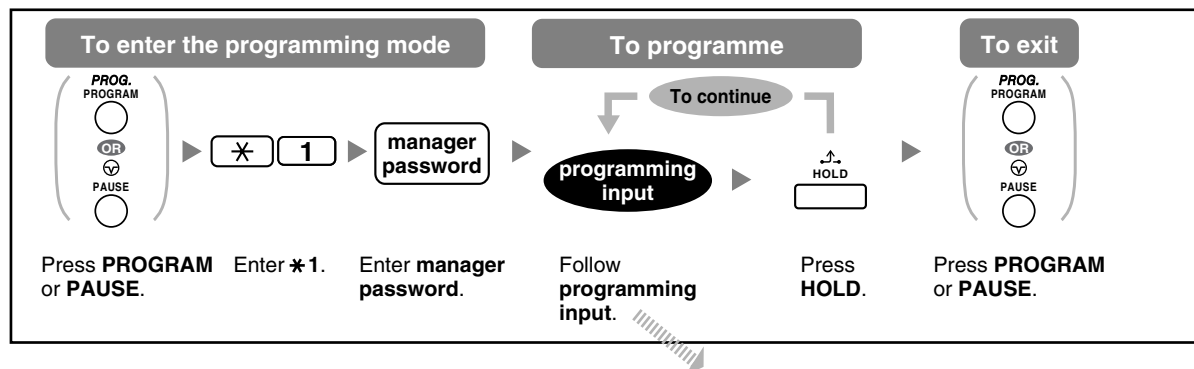 To enter the programming mode
To programme
To exit
PROG.
PROGRAM
OR
PAUSE
✱
1
manager
password
To continue
programming
input
HOLD
PROG.
PROGRAM
OR
PAUSE
Press PROGRAM
or PAUSE.
Enter ✱1.
Enter manager
password.
Follow
programming
input.
Press
HOLD.
Press PROGRAM
or PAUSE.